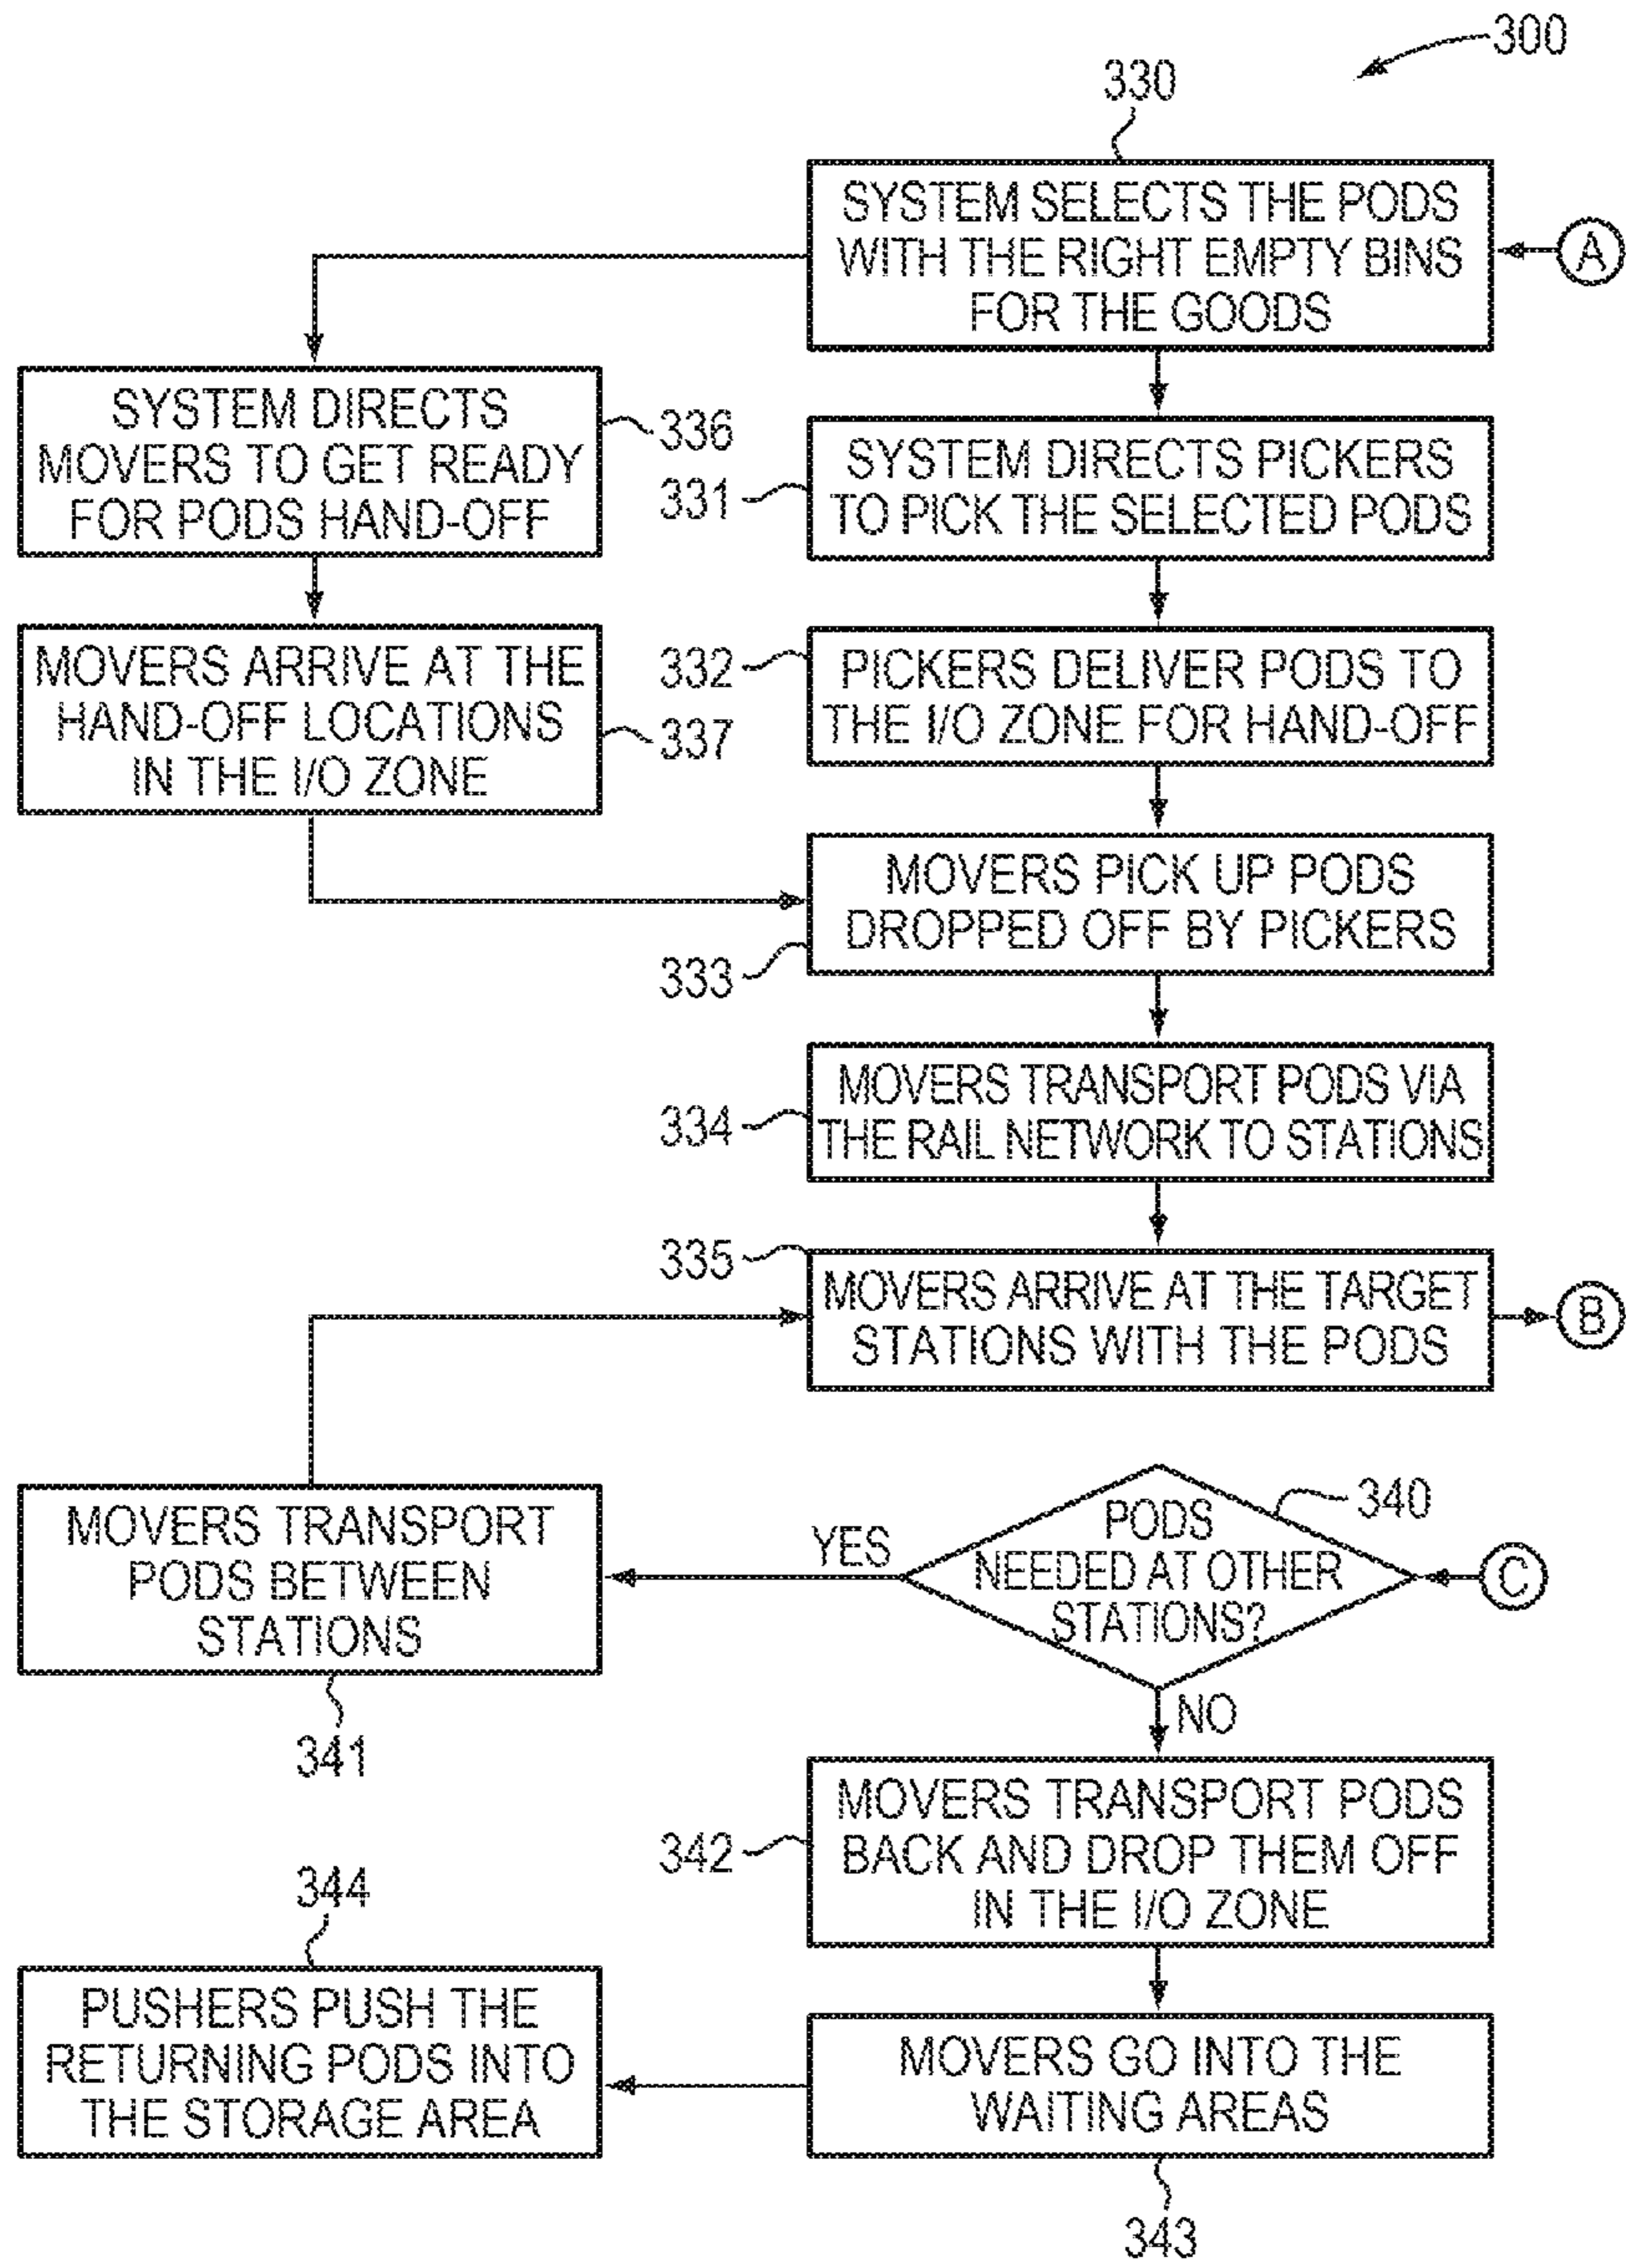 300
330
SYSTEM SELECTS THE PODS
WITH THE RIGHT EMPTY BINS
FOR THE GOODS
A
SYSTEM DIRECTS
MOVERS TO GET READY
FOR PODS HAND-OFF
336
331
SYSTEM DIRECTS PICKERS
TO PICK THE SELECTED PODS
MOVERS ARRIVE AT THE
HAND-OFF LOCATIONS
IN THE I/O ZONE
337
332
PICKERS DELIVER PODS TO
THE I/O ZONE FOR HAND-OFF
MOVERS PICK UP PODS
DROPPED OFF BY PICKERS
333
334
MOVERS TRANSPORT PODS VIA
THE RAIL NETWORK TO STATIONS
335
MOVERS ARRIVE AT THE TARGET
STATIONS WITH THE PODS
B
MOVERS TRANSPORT
PODS BETWEEN
STATIONS
341
YES
PODS
NEEDED AT OTHER
STATIONS?
340
C
NO
342
MOVERS TRANSPORT PODS
BACK AND DROP THEM OFF
IN THE I/O ZONE
344
PUSHERS PUSH THE
RETURNING PODS INTO
THE STORAGE AREA
MOVERS GO INTO THE
WAITING AREAS
343